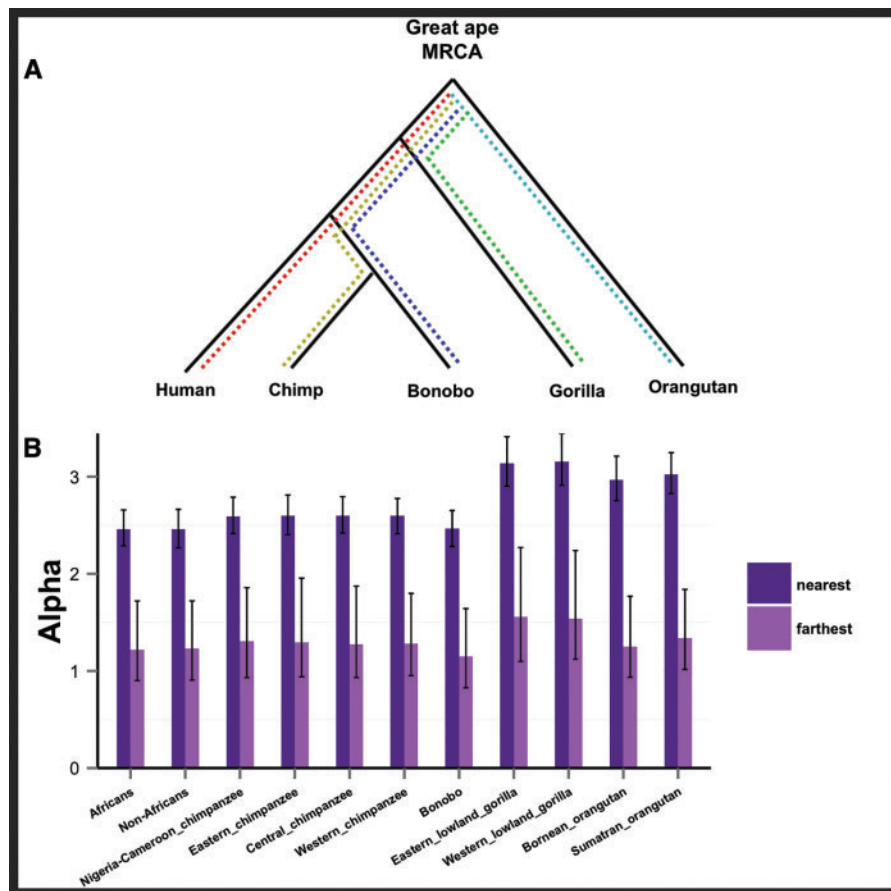 Great ape
MRCA
A
Human
Chimp
Bonobo
Gorilla
Orangutan
B
Alpha
3
2
1
0
nearest
farthest
Africans
Non-Africans
Nigeria-Cameroon_chimpanzee
Eastern_chimpanzee
Central_chimpanzee
Western_chimpanzee
Bonobo
Eastern_lowland_gorilla
Western_lowland_gorilla
Bornean_orangutan
Sumatran_orangutan